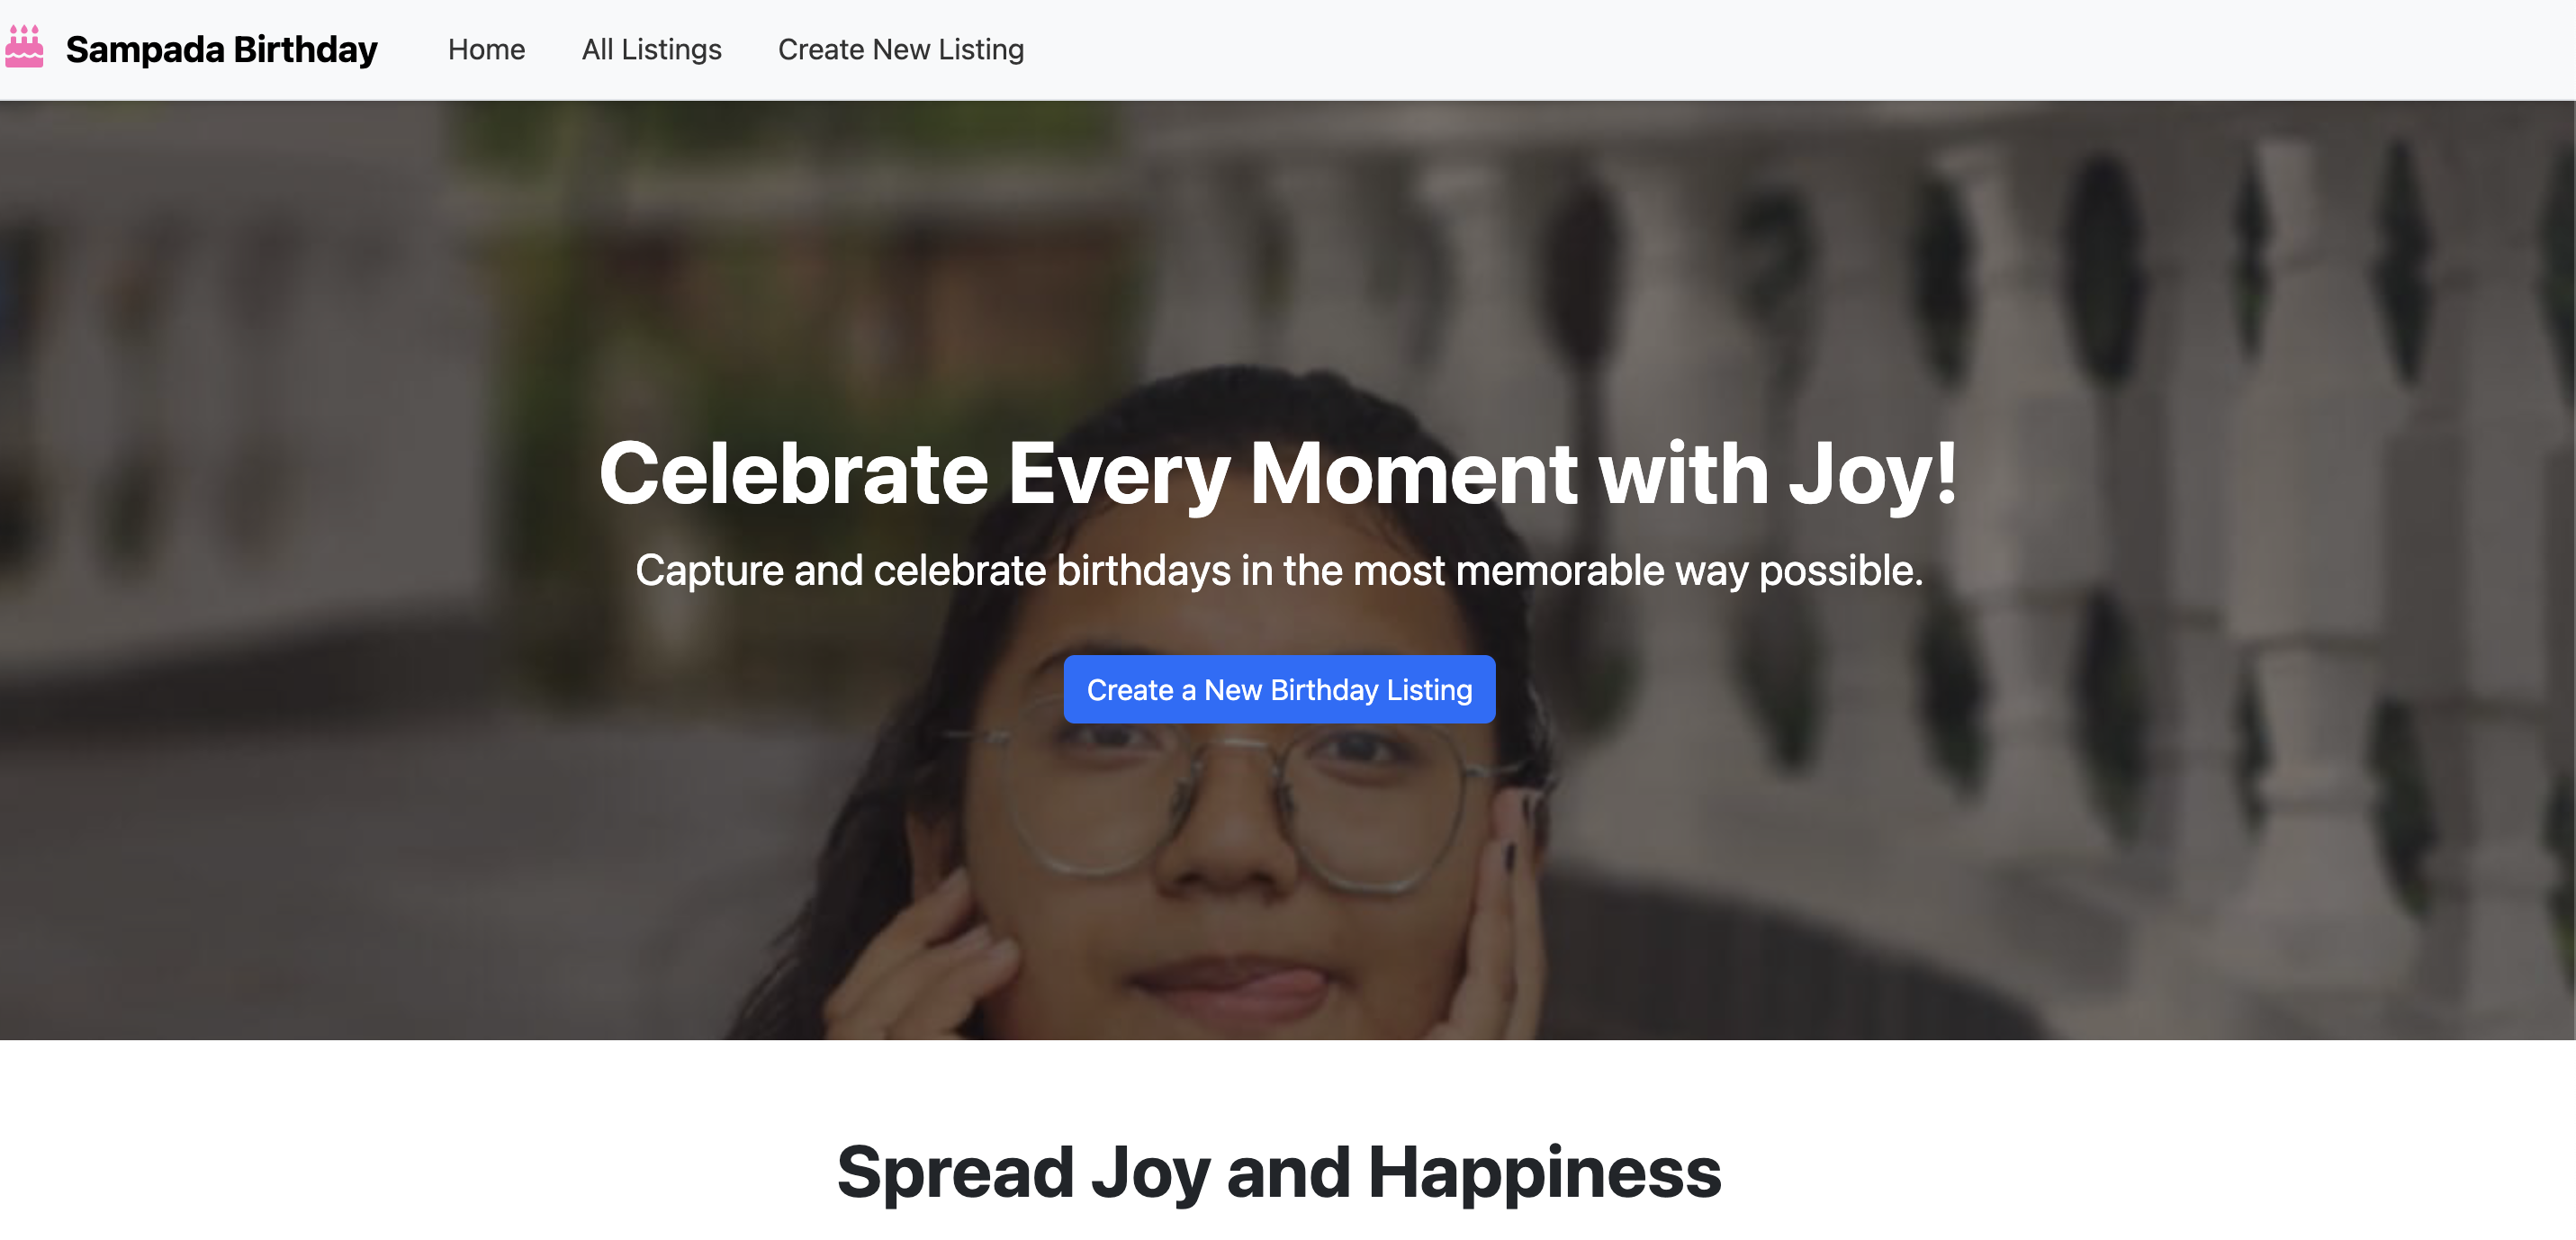 Sampada Birthday Home All Listings Create New Listing
Celebrate Every Moment with Joy!
Capture and celebrate birthdays in the most memorable way possible.
Create a New Birthday Listing
Spread Joy and Happiness